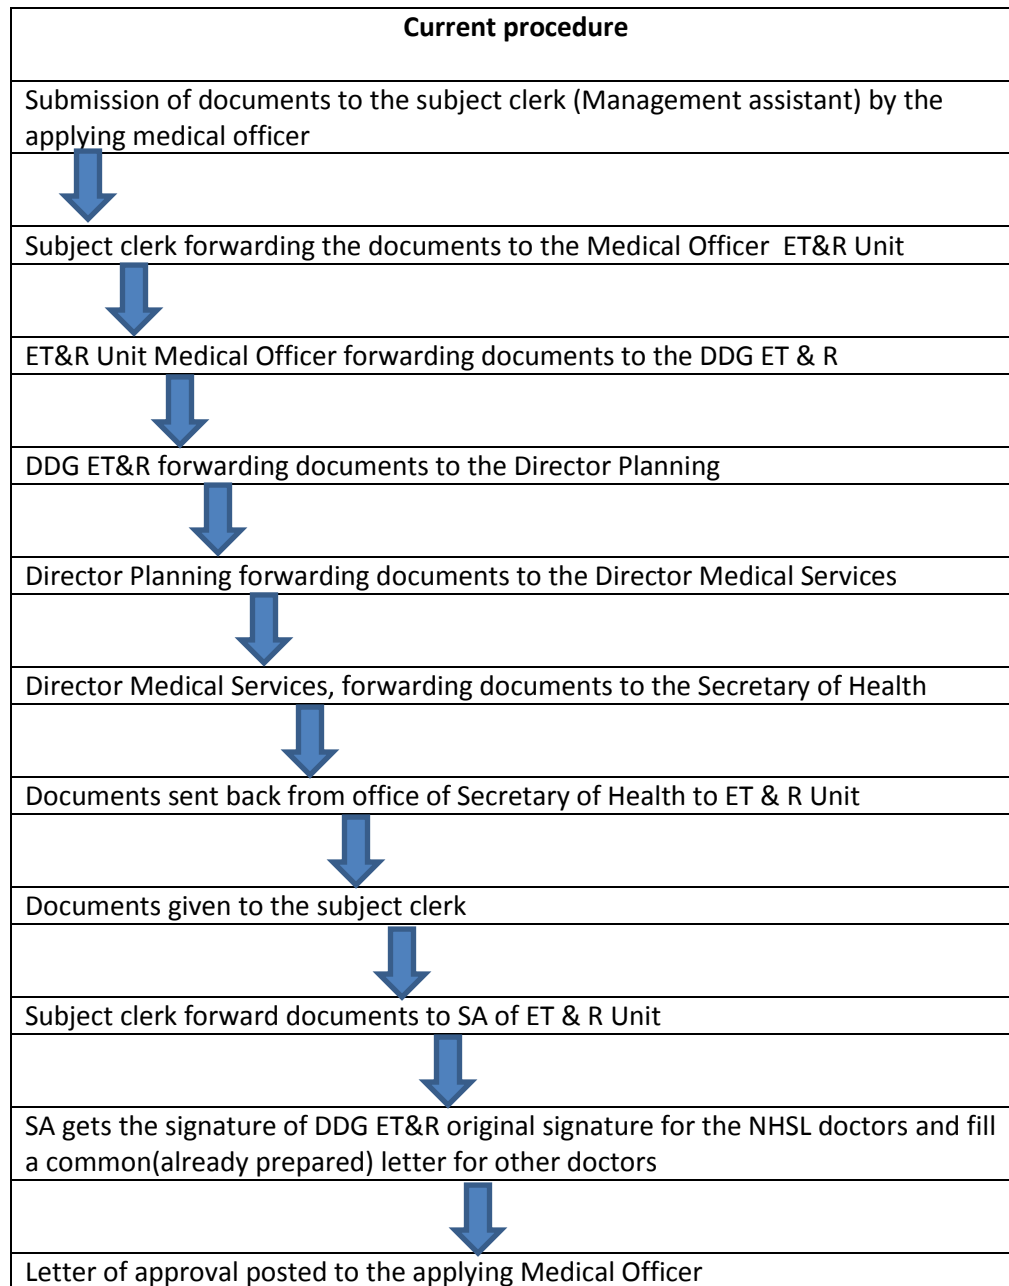 Current procedure
Submission of documents to the subject clerk (Management assistant) by the
applying medical officer
Subject clerk forwarding the documents to the Medical Officer  ET&R Unit
ET&R Unit Medical Officer forwarding documents to the DDG ET & R
DDG ET&R forwarding documents to the Director Planning
Director Planning forwarding documents to the Director Medical Services
Director Medical Services, forwarding documents to the Secretary of Health
Documents sent back from office of Secretary of Health to ET & R Unit
Documents given to the subject clerk
Subject clerk forward documents to SA of ET & R Unit
SA gets the signature of DDG ET&R original signature for the NHSL doctors and fill
a common(already prepared) letter for other doctors
Letter of approval posted to the applying Medical Officer